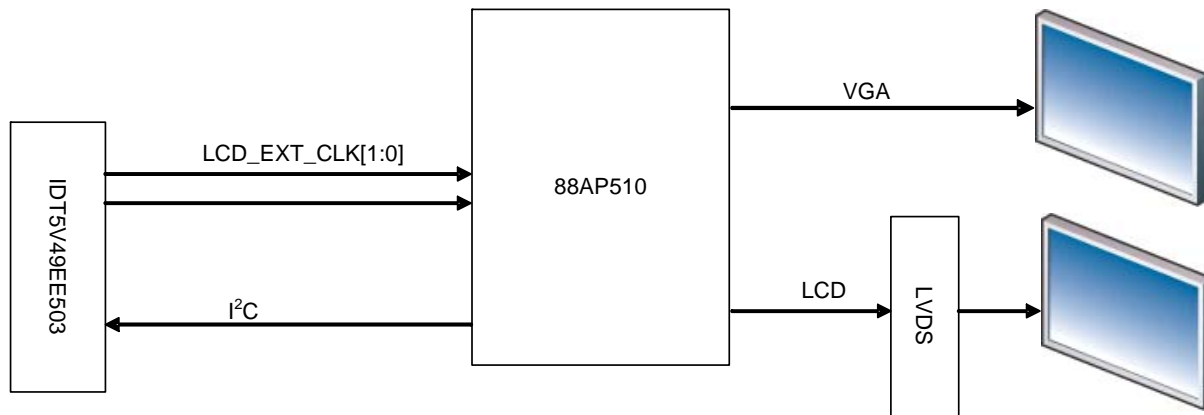 VGA
LCD_EXT_CLK[1:0]
IDT5V49EE503
88AP510
LCD
LVDS
I²C